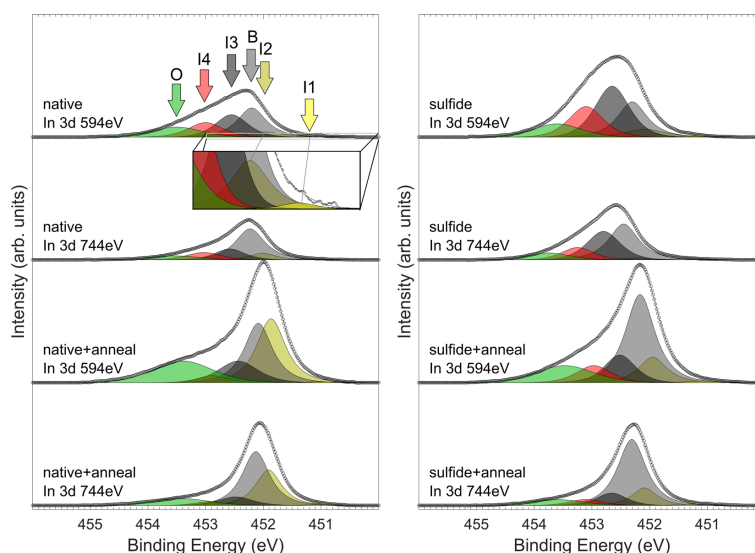 O
I4
I3
B
I2
I1
native
In 3d 594eV
native
In 3d 744eV
native+anneal
In 3d 594eV
native+anneal
In 3d 744eV
455
454
453
452
451
Binding Energy (eV)
Intensity (arb. units)
sulfide
In 3d 594eV
sulfide
In 3d 744eV
sulfide+anneal
In 3d 594eV
sulfide+anneal
In 3d 744eV
455
454
453
452
451
Binding Energy (eV)
Intensity (arb. units)